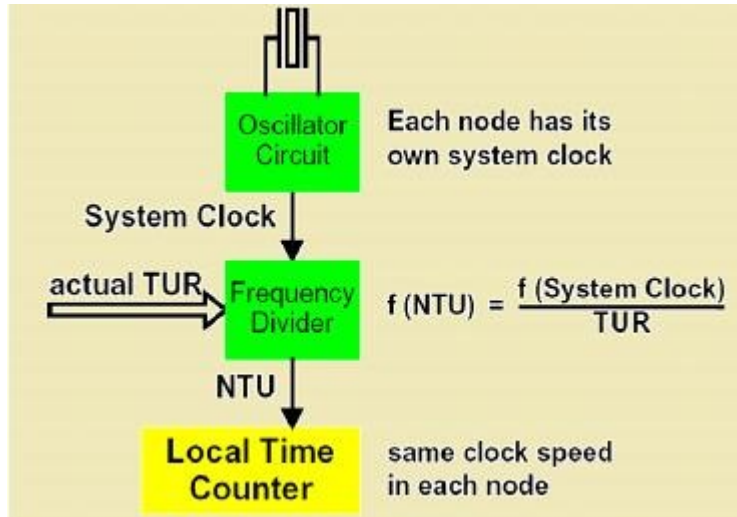 Oscillator
Circuit
Each node has its
own system clock
System Clock
actual TUR
Frequency
Divider
f (NTU) = f (System Clock)
TUR
NTU
Local Time
Counter
same clock speed
in each node